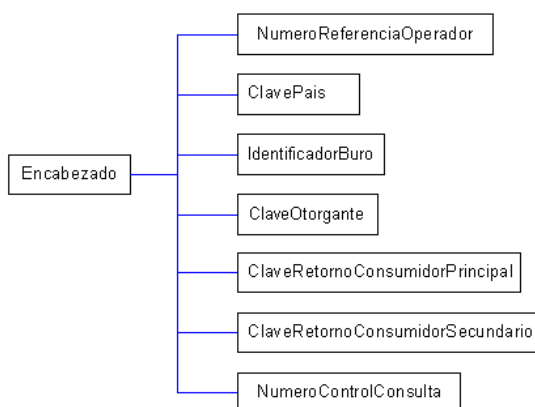 NumeroReferenciaOperador
ClavePais
IdentificadorBuro
Encabezado
ClaveOtorgante
ClaveRetornoConsumidorPrincipal
ClaveRetornoConsumidorSecundario
NumeroControlConsulta